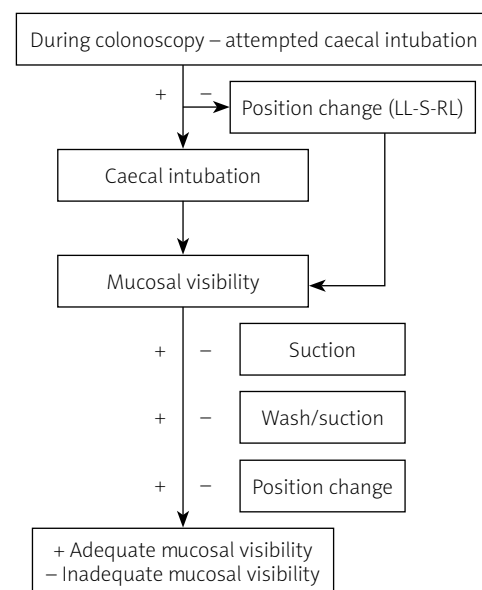 During colonoscopy – attempted caecal intubation
+ –
Position change (LL-S-RL)
Caecal intubation
Mucosal visibility
+ – Suction
+ – Wash/suction
+ – Position change
+ Adequate mucosal visibility
– Inadequate mucosal visibility